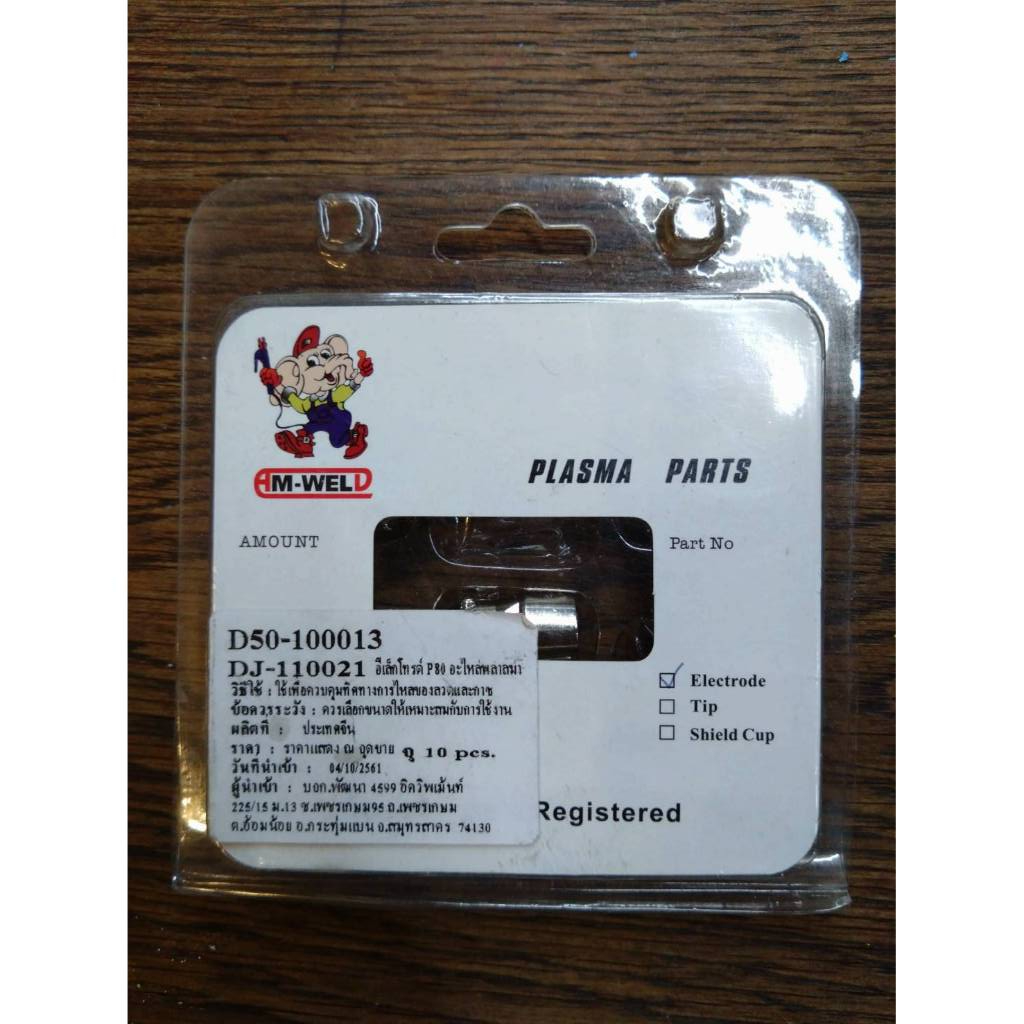 AM-WELD
PLASMA PARTS
AMOUNT
Part No
D50-100013
DJ-110021 อีเล็กโทรด์ P80 อะไหล่พลาสมา
วิธีใช้ : ใช้เพื่อควบคุมทิศทางการไหลของลวดและกาซ
ข้อควรระวัง : ควรเลือกขนาดให้เหมาะสมกับการใช้งาน
ผลิตที่ : ประเทศจีน
ราคา : ราคาแสดง ณ จุดขาย ถุ 10 pcs.
วันที่นำเข้า : 04/10/2561
ผู้นำเข้า : บจก.พัฒนา 4599 อิควิพเม้นท์
225/15 ม.13 ซ.เพชรเกษม95 ถ.เพชรเกษม
ต.อ้อมน้อย อ.กระทุ่มแบน จ.สมุทรสาคร 74130
Electrode
Tip
Shield Cup
Registered